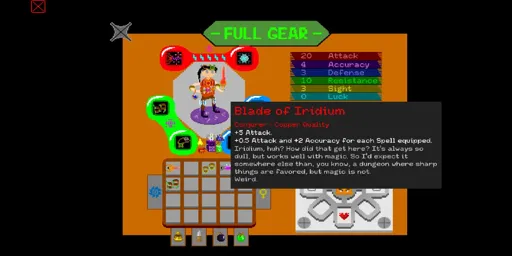 - FULL GEAR -
20 Attack
4 Accuracy
3 Defense
10 Resistance
3 Sight
0 Luck
Blade of Iridium
Conjurer, Copper Quality
+5 Attack.
+0.5 Attack and +2 Accuracy for each Spell equipped.
Iridium, huh? How did that get here? It's always so
dull, but works well with magic. So I'd expect it
somewhere else than, you know, a dungeon where sharp
things are favored, but magic is not.
Weird.